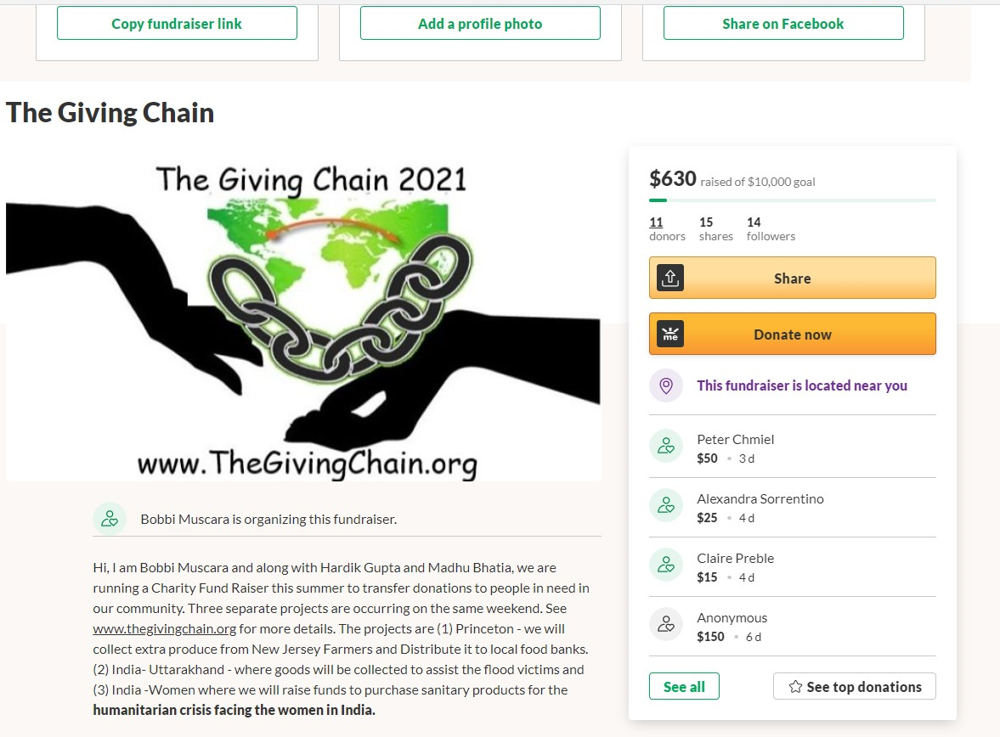 Copy fundraiser link
Add a profile photo
Share on Facebook
The Giving Chain
The Giving Chain 2021
www.TheGivingChain.org
Bobbi Muscara is organizing this fundraiser.
Hi, I am Bobbi Muscara and along with Hardik Gupta and Madhu Bhatia, we are
running a Charity Fund Raiser this summer to transfer donations to people in need in
our community. Three separate projects are occurring on the same weekend. See
www.thegivingchain.org for more details. The projects are (1) Princeton - we will
collect extra produce from New Jersey Farmers and Distribute it to local food banks.
(2) India- Uttarakhand - where goods will be collected to assist the flood victims and
(3) India -Women where we will raise funds to purchase sanitary products for the
humanitarian crisis facing the women in India.
$630 raised of $10,000 goal
11 15 14
donors shares followers
Share
me
Donate now
This fundraiser is located near you
Peter Chmiel
$50 • 3 d
Alexandra Sorrentino
$25 • 4 d
Claire Preble
$15 • 4 d
Anonymous
$150 • 6 d
See all
See top donations